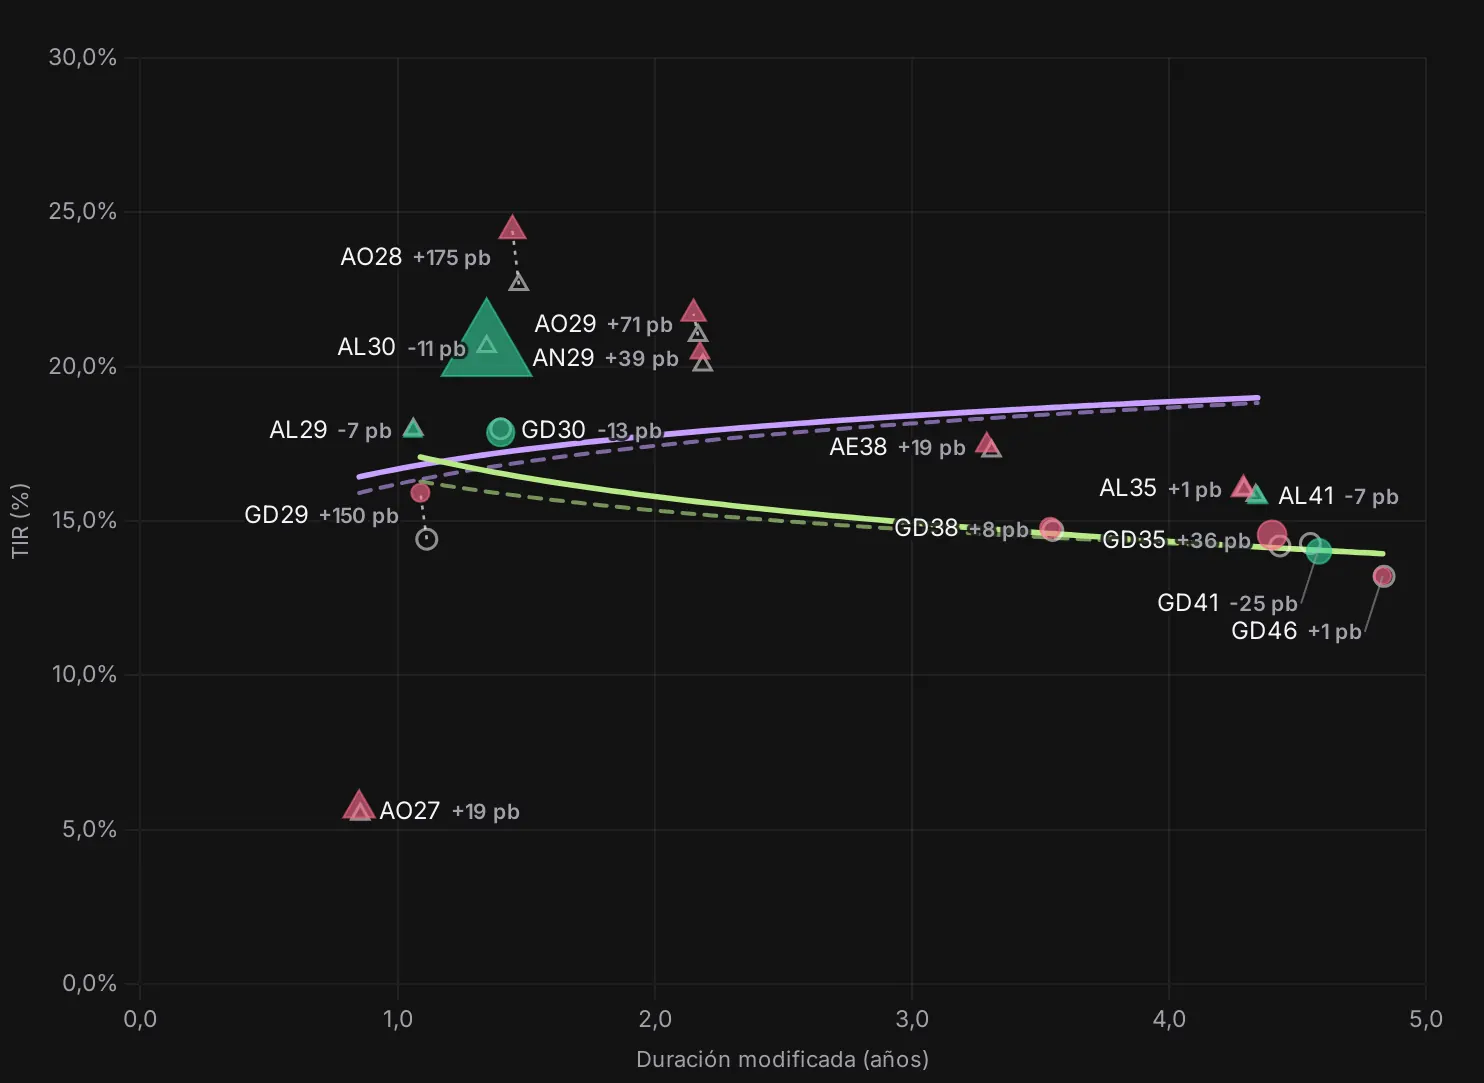 30,0%
25,0%
AO28 +175 pb
AO29 +71 pb
AL30 -11 pb
AN29 +39 pb
20,0%
AL29 -7 pb
GD30 -13 pb
AE38 +19 pb
AL35 +1 pb
AL41 -7 pb
GD29 +150 pb
15,0%
GD38 +8 pb
GD35 +36 pb
TIR (%)
GD41 -25 pb
GD46 +1 pb
10,0%
AO27 +19 pb
5,0%
0,0%
0,0 1,0 2,0 3,0 4,0 5,0
Duración modificada (años)